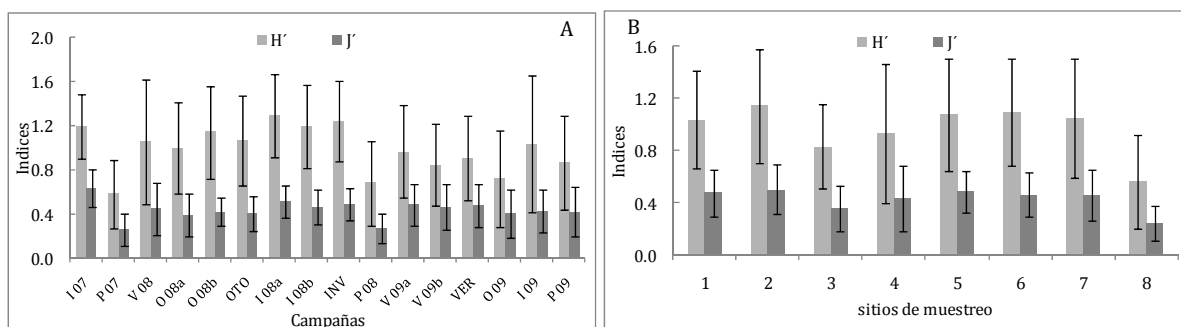 A
H´ J´
Indices
2.0
1.6
1.2
0.8
0.4
0.0
I 07 P 07 V 08 O 08a O 08b OTO I 08a I 08b INV P 08 V 09a V 09b VER O 09 I 09 P 09
Campañas
B
H´ J´
Indices
1.6
1.2
0.8
0.4
0.0
1 2 3 4 5 6 7 8
sitios de muestreo